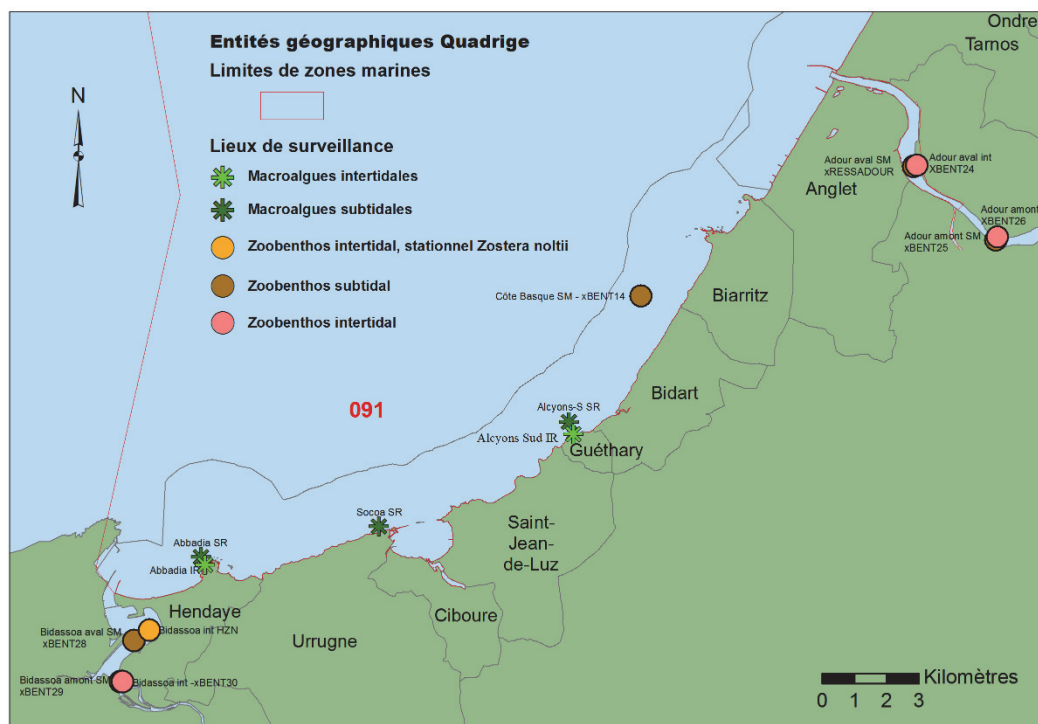 Entités géographiques Quadrige
Limites de zones marines
N
Lieux de surveillance
Macroalgues intertidales
Macroalgues subtidales
Zoobenthos intertidal, stationnel Zostera noltii
Zoobenthos subtidal
Zoobenthos intertidal
Ondre
Tarnos
Adour aval SM
xRESSADOUR
Adour aval int
XBENT24
Anglet
Adour amont
XBENT26
Adour amont SM
xBENT25
Côte Basque SM - xBENT14
Biarritz
Bidart
091
Alcyons-S SR
Alcyons Sud IR
Guéthary
Socoa SR
Saint-
Jean-
de-Luz
Abbadia SR
Abbadia IR
Hendaye
Ciboure
Urrugne
Bidassoa aval SM
xBENT28
Bidassoa int HZN
Bidassoa amont SM
xBENT29
Bidassoa int -xBENT30
Kilomètres
0 1 2 3